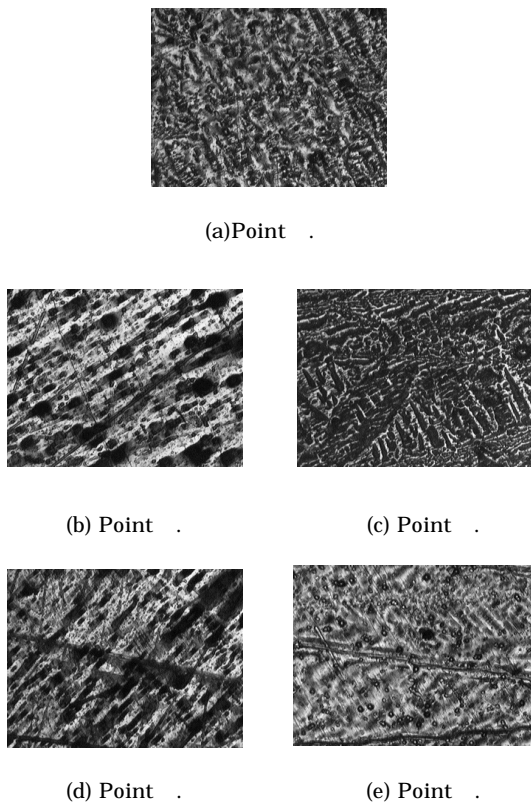 (a)Point .
(b) Point .
(c) Point .
(d) Point .
(e) Point .